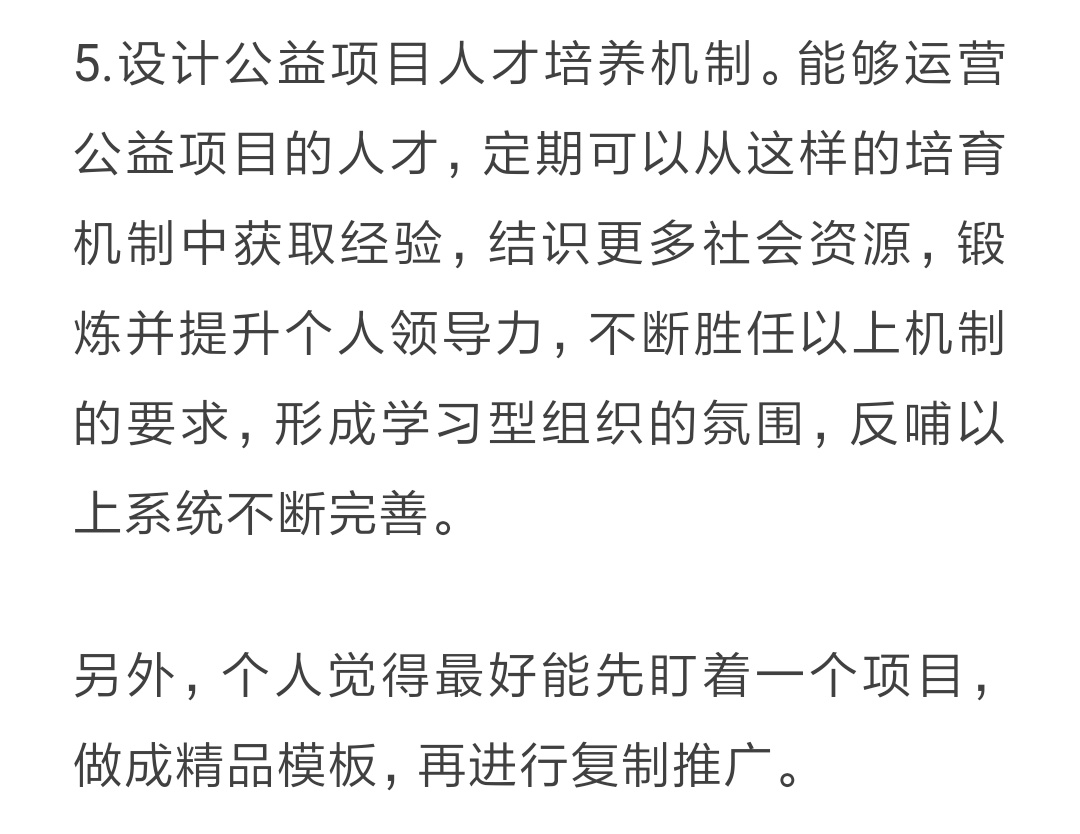 5.设计公益项目人才培养机制。能够运营
公益项目的人才，定期可以从这样的培育
机制中获取经验，结识更多社会资源，锻
炼并提升个人领导力，不断胜任以上机制
的要求，形成学习型组织的氛围，反哺以
上系统不断完善。
另外，个人觉得最好能先盯着一个项目，
做成精品模板，再进行复制推广。